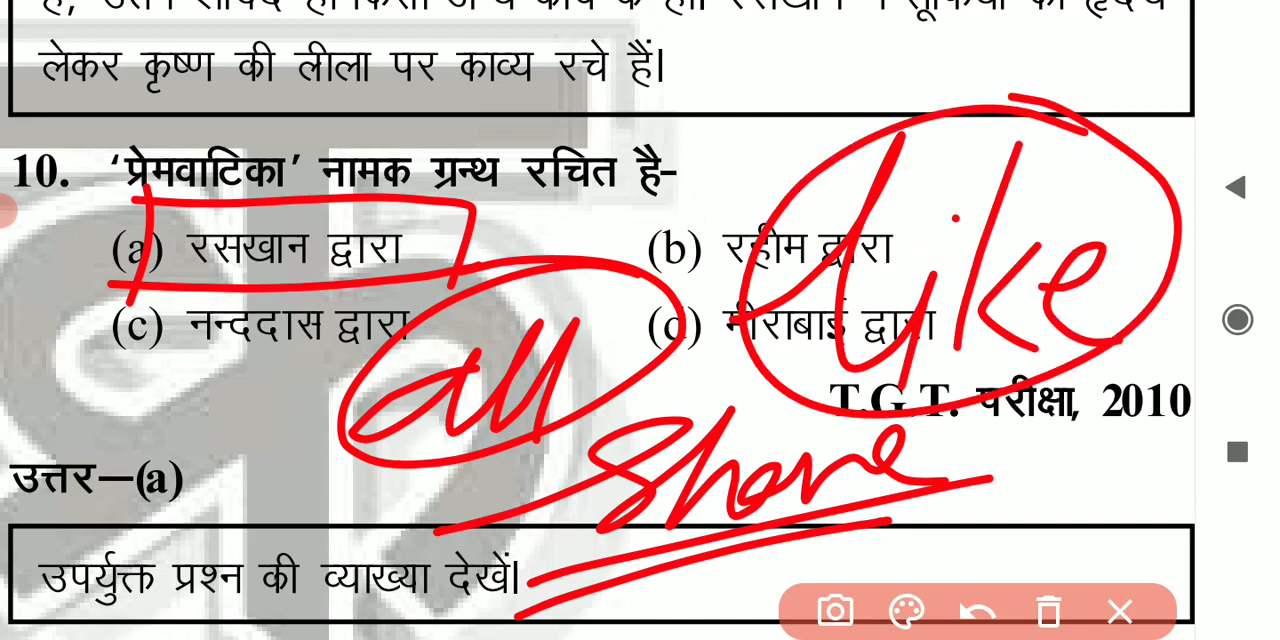 लेकर कृष्ण की लीला पर काव्य रचे हैं।
10. ‘प्रेमवाटिका’ नामक ग्रन्थ रचित है-
(a) रसखान द्वारा (b) रहीम द्वारा
(c) नन्ददास द्वारा (d) मीराबाई द्वारा
like
all
T.G.T. परीक्षा, 2010
share
उत्तर—(a)
उपर्युक्त प्रश्न की व्याख्या देखें।